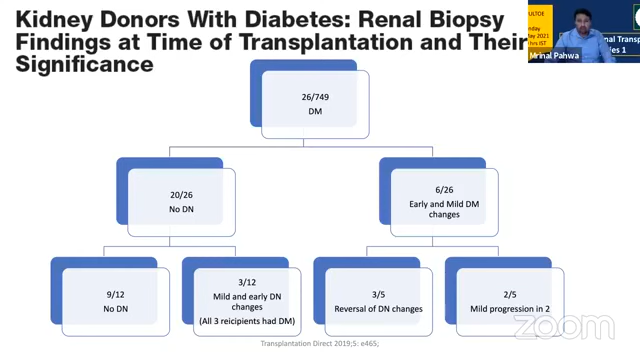 Kidney Donors With Diabetes: Renal Biopsy
Findings at Time of Transplantation and Their
Significance
26/749
DM
20/26
No DN
6/26
Early and Mild DM
changes
9/12
No DN
3/12
Mild and early DN
changes
(All 3 reicipients had DM)
3/5
Reversal of DN changes
2/5
Mild progression in 2
Transplantation Direct 2019;5: e465;
zoom
Mrinal Pahwa
2021
hrs IST